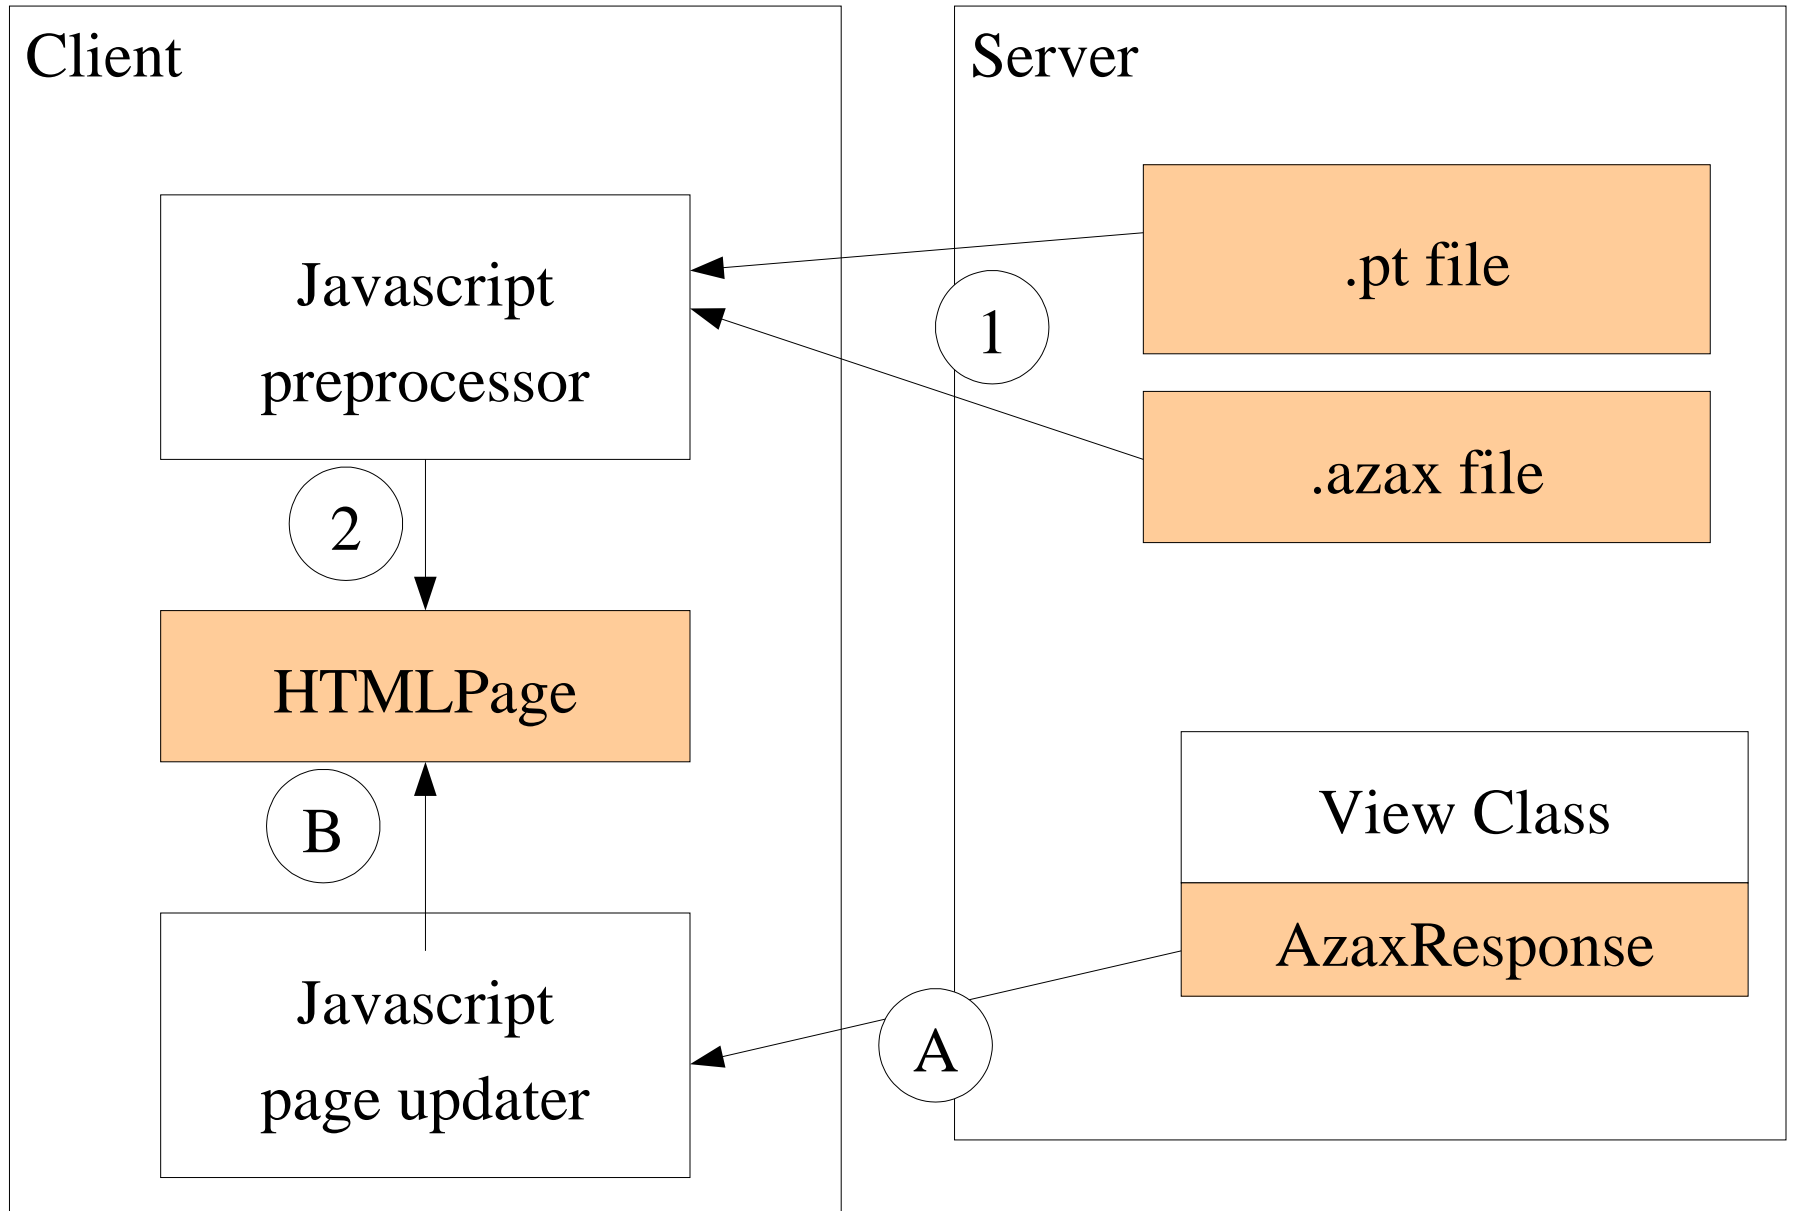 Client
Javascript
preprocessor
2
HTMLPage
B
Javascript
page updater
Server
.pt file
1
.azax file
View Class
AzaxResponse
A